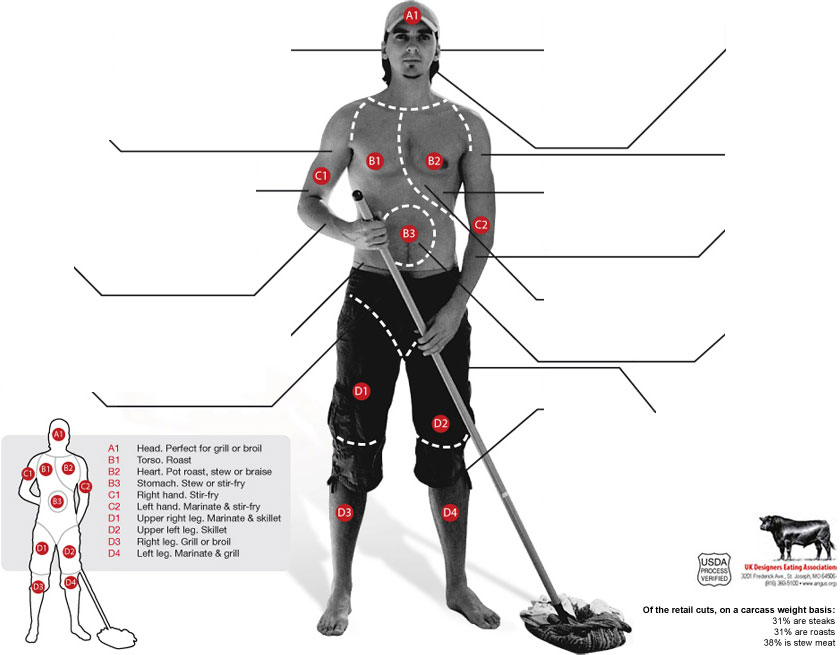 A1
B1
B2
C1
C2
B3
D1
D2
D3
D4
A1
B1
B2
C1
C2
B3
D1
D2
D3
D4
A1 Head. Perfect for grill or broil
B1 Torso. Roast
B2 Heart. Pot roast, stew or braise
B3 Stomach. Stew or stir-fry
C1 Right hand. Stir-fry
C2 Left hand. Marinate & stir-fry
D1 Upper right leg. Marinate & skillet
D2 Upper left leg. Skillet
D3 Right leg. Grill or broil
D4 Left leg. Marinate & grill
USDA
PROCESS
VERIFIED
UK Designers Eating Association
3201 Frederick Ave., St. Joseph, MO 64506-
(816) 383-5100 • www.angus.org
Of the retail cuts, on a carcass weight basis:
31% are steaks
31% are roasts
38% is stew meat